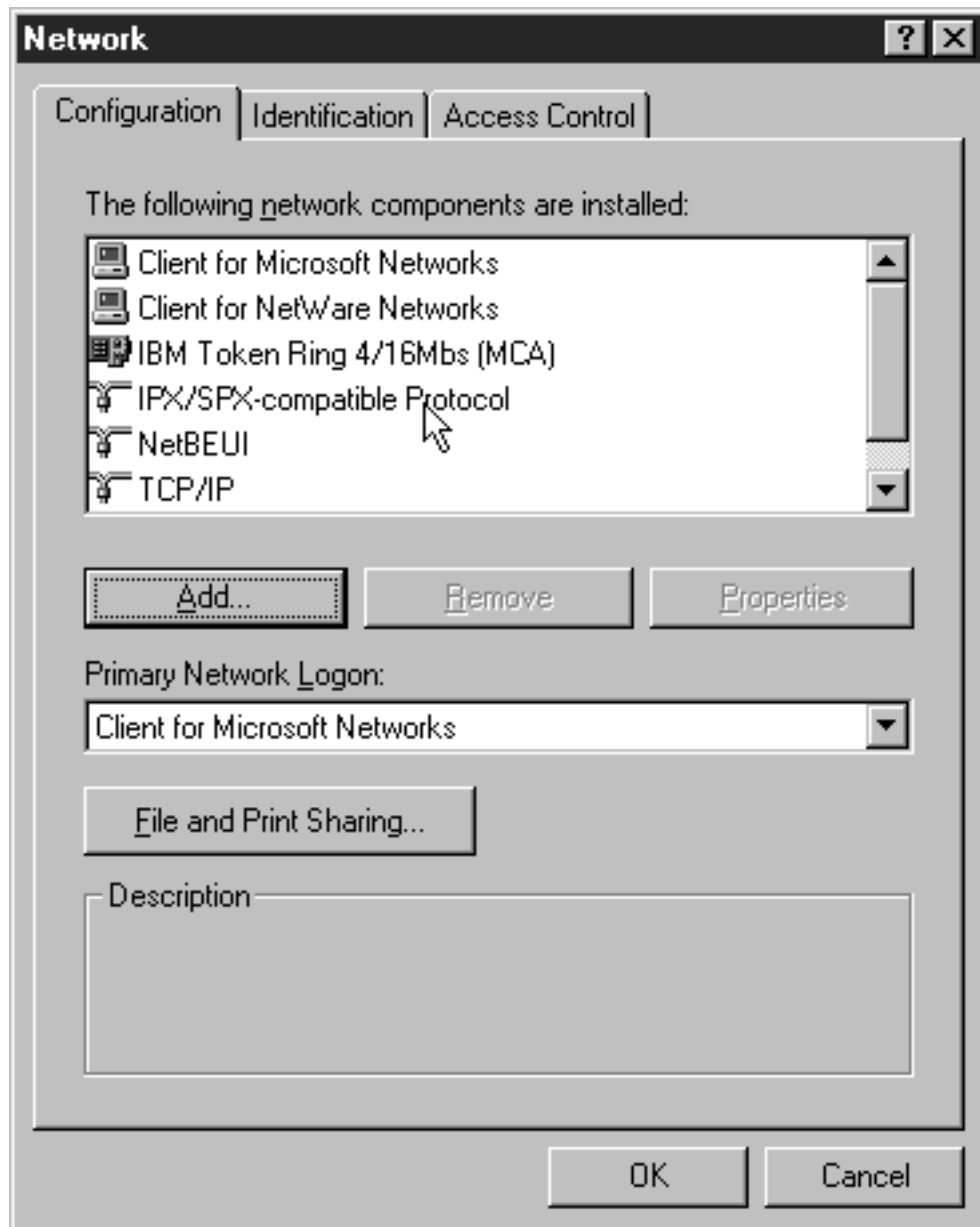 Network
Configuration Identification Access Control
The following network components are installed:
Client for Microsoft Networks
Client for NetWare Networks
IBM Token Ring 4/16Mbs (MCA)
IPX/SPX-compatible Protocol
NetBEUI
TCP/IP
Add... Remove Properties
Primary Network Logon:
Client for Microsoft Networks
File and Print Sharing...
Description
OK Cancel